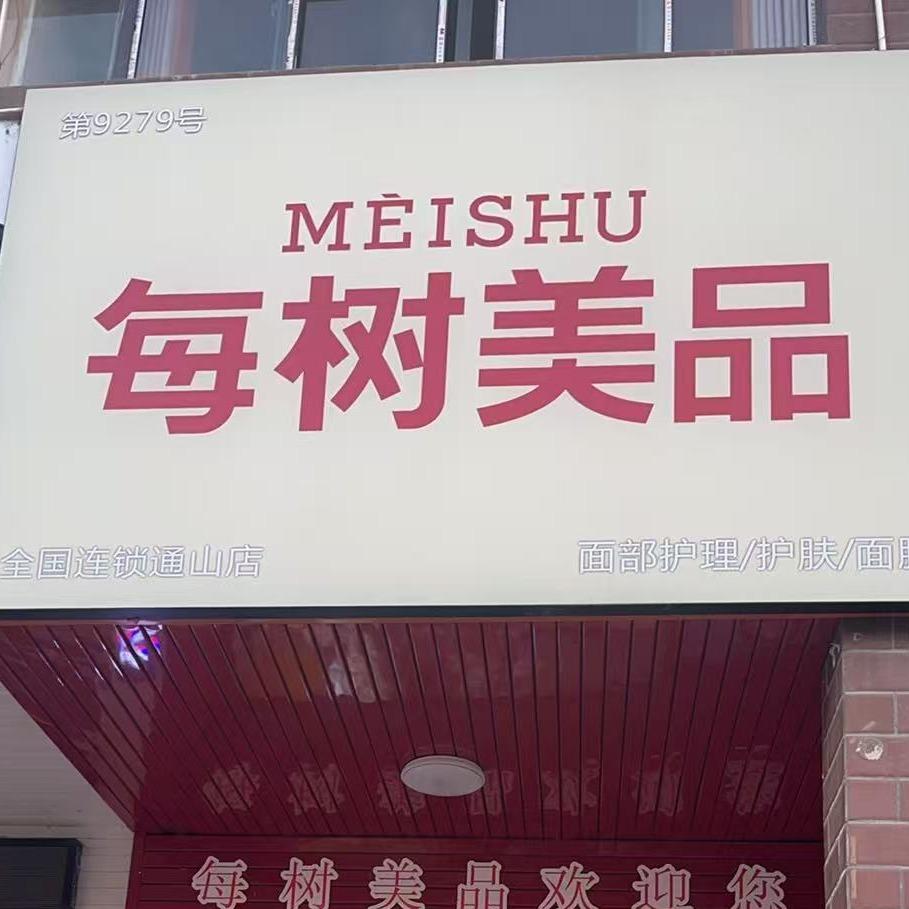 第9279号
MÈISHU
每树美品
全国连锁通山店
面部护理/护肤/面
每树美品欢迎您